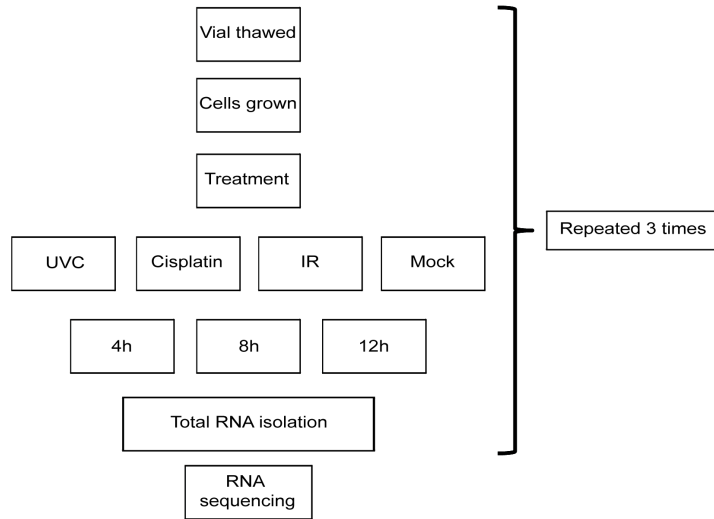 Vial thawed
Cells grown
Treatment
Repeated 3 times
UVC
Cisplatin
IR
Mock
4h
8h
12h
Total RNA isolation
RNA
sequencing